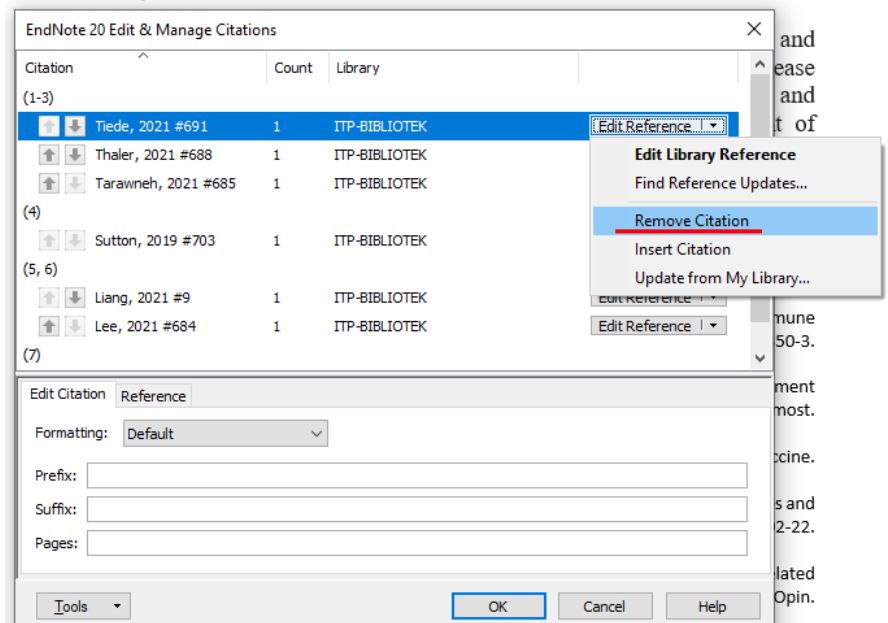 EndNote 20 Edit & Manage Citations
and
Citation Count Library
ease
(1-3)
and
Tiede, 2021 #691 1 ITP-BIBLIOTEK Edit Reference
t of
Thaler, 2021 #688 1 ITP-BIBLIOTEK
Edit Library Reference
Tarawneh, 2021 #685 1 ITP-BIBLIOTEK
Find Reference Updates...
(4)
Remove Citation
Sutton, 2019 #703 1 ITP-BIBLIOTEK
Insert Citation
(5, 6)
Update from My Library...
Liang, 2021 #9 1 ITP-BIBLIOTEK Edit Reference
mune
Lee, 2021 #684 1 ITP-BIBLIOTEK Edit Reference
50-3.
(7)
Edit Citation Reference
ment
most.
Formatting: Default
ccine.
Prefix:
Suffix:
s and
2-22.
Pages:
lated
Tools OK Cancel Help
Opin.